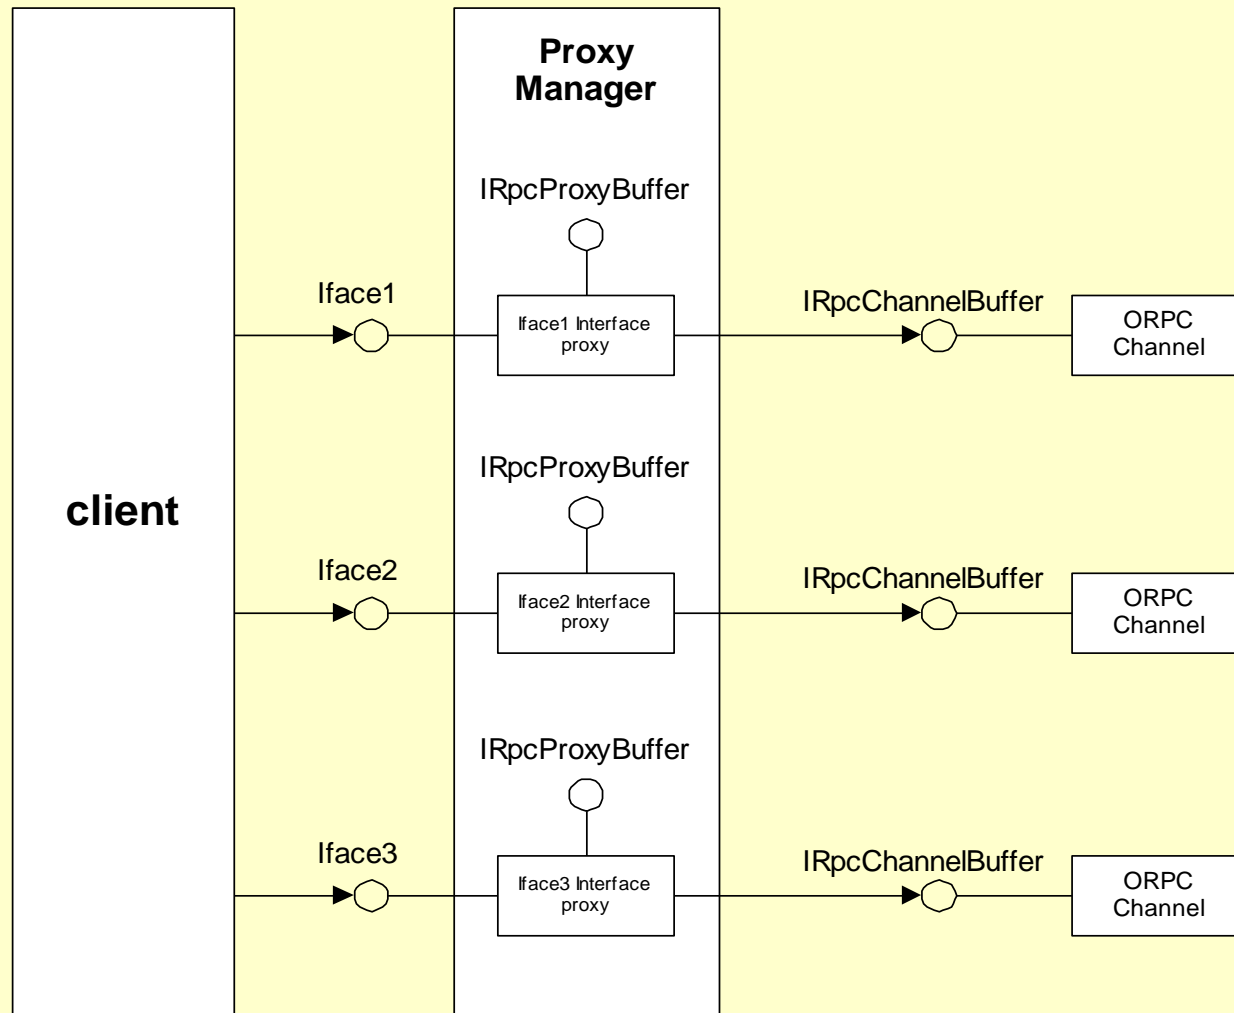 Proxy
Manager
IRpcProxyBuffer
Iface1
Iface1 Interface
proxy
IRpcChannelBuffer
ORPC
Channel
client
IRpcProxyBuffer
Iface2
Iface2 Interface
proxy
IRpcChannelBuffer
ORPC
Channel
IRpcProxyBuffer
Iface3
Iface3 Interface
proxy
IRpcChannelBuffer
ORPC
Channel